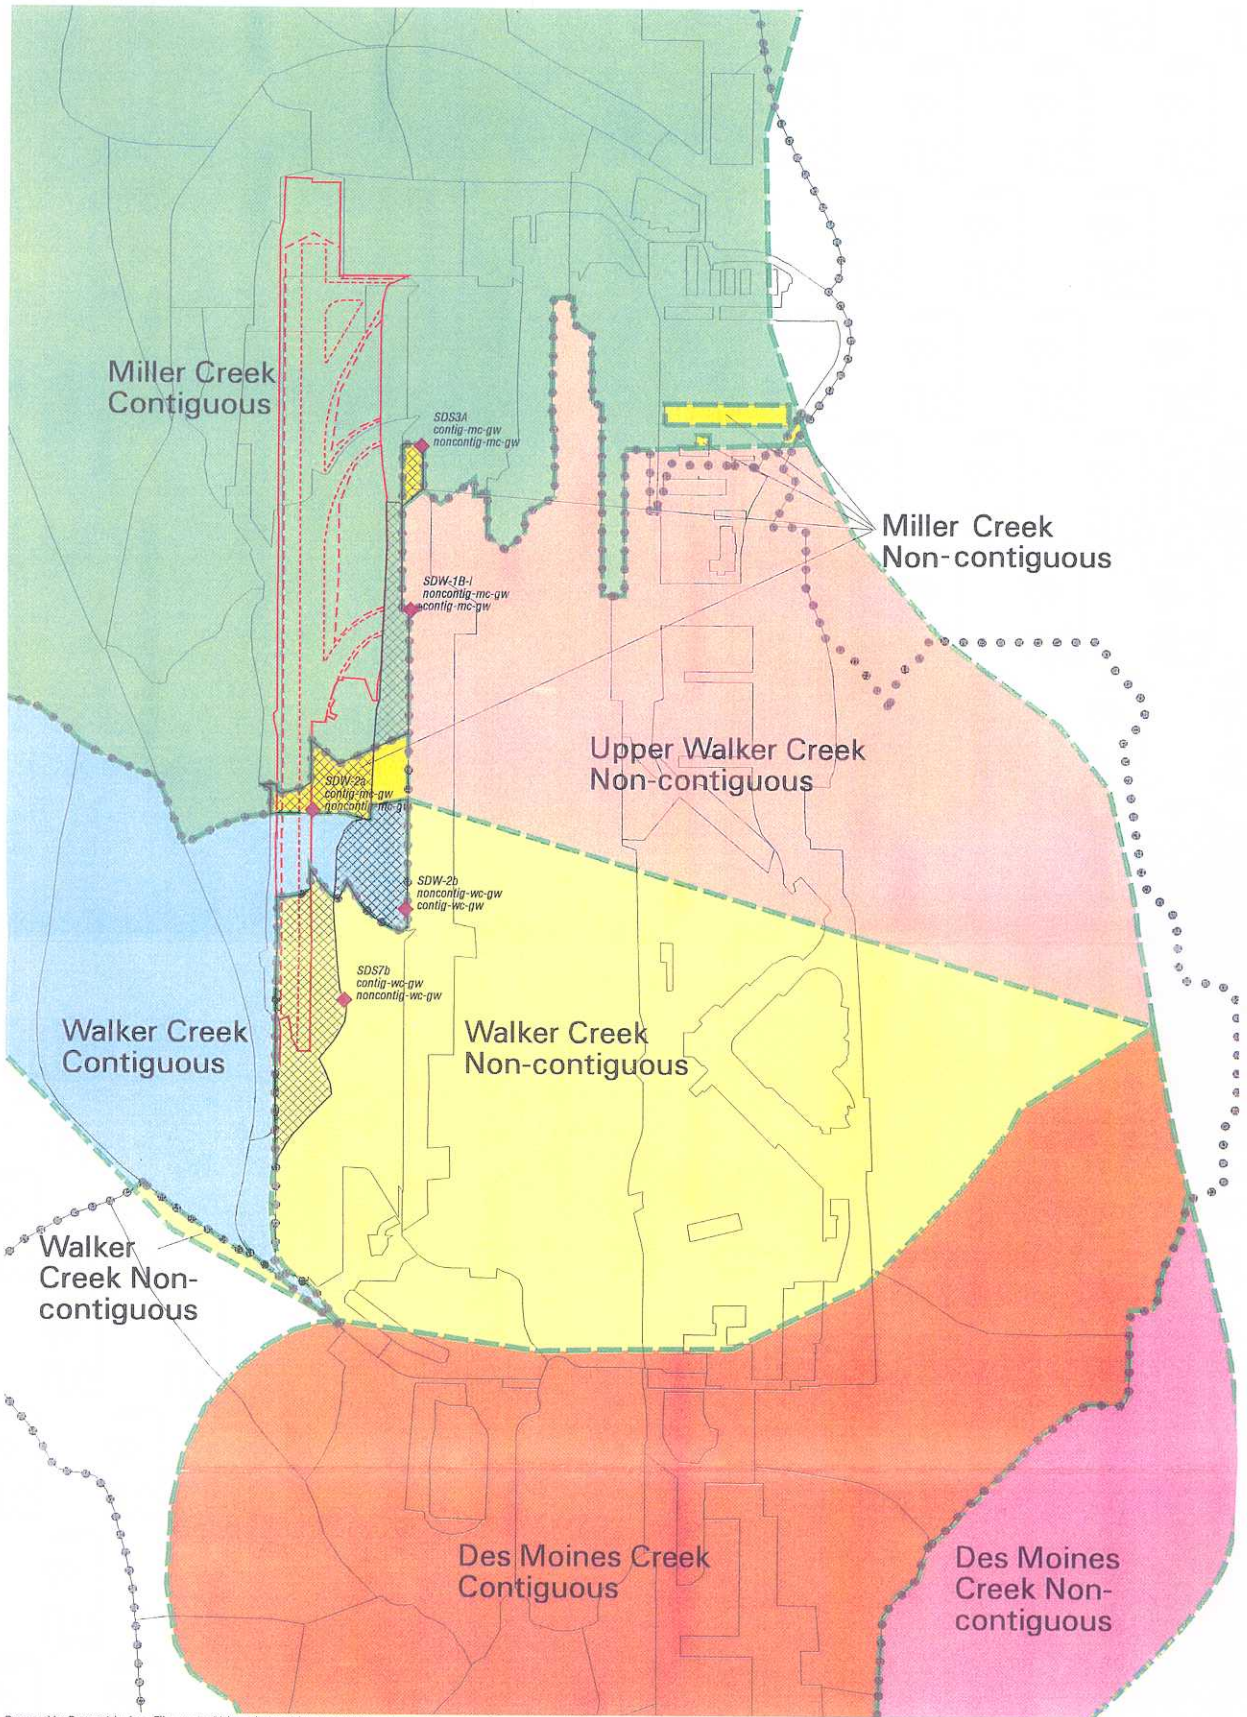 Miller Creek
Contiguous
SDS3A
contig-mc-gw
noncontig-mc-gw
Miller Creek
Non-contiguous
SDW-1B-I
noncontig-mc-gw
contig-mc-gw
Upper Walker Creek
Non-contiguous
SDW-2a
contig-mc-gw
noncontig-mc-gw
SDW-2b
noncontig-wc-gw
contig-wc-gw
SDS7b
contig-wc-gw
noncontig-wc-gw
Walker Creek
Contiguous
Walker Creek
Non-contiguous
Walker
Creek Non-
contiguous
Des Moines Creek
Contiguous
Des Moines
Creek Non-
contiguous